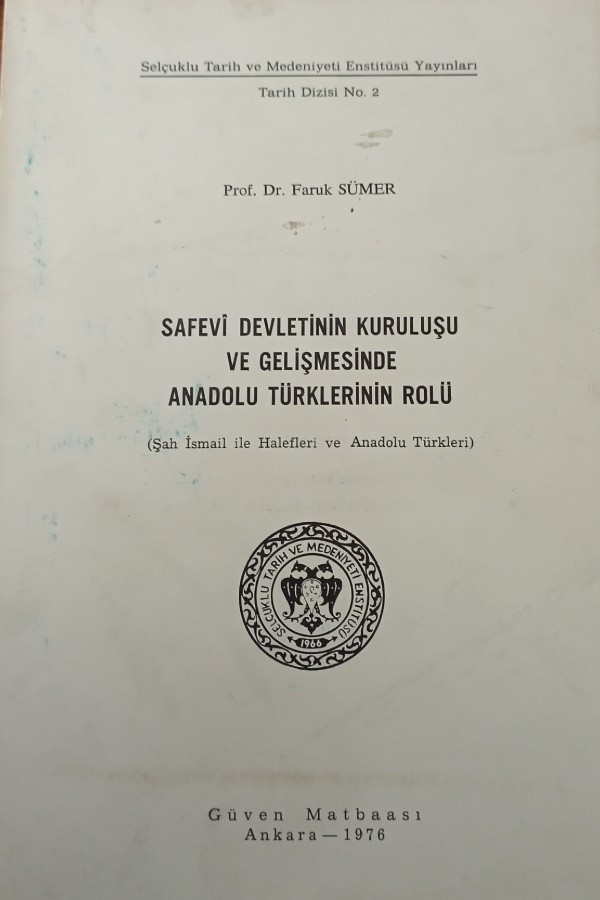 Selçuklu Tarih ve Medeniyeti Enstitüsü Yayınları
Tarih Dizisi No. 2
Prof. Dr. Faruk SÜMER
SAFEVÎ DEVLETİNİN KURULUŞU
VE GELİŞMESİNDE
ANADOLU TÜRKLERİNİN ROLÜ
(Şah İsmail ile Halefleri ve Anadolu Türkleri)
SELÇUKLU TARİH VE MEDENİYETİ ENSTİTÜSÜ
1966
Güven Matbaası
Ankara — 1976